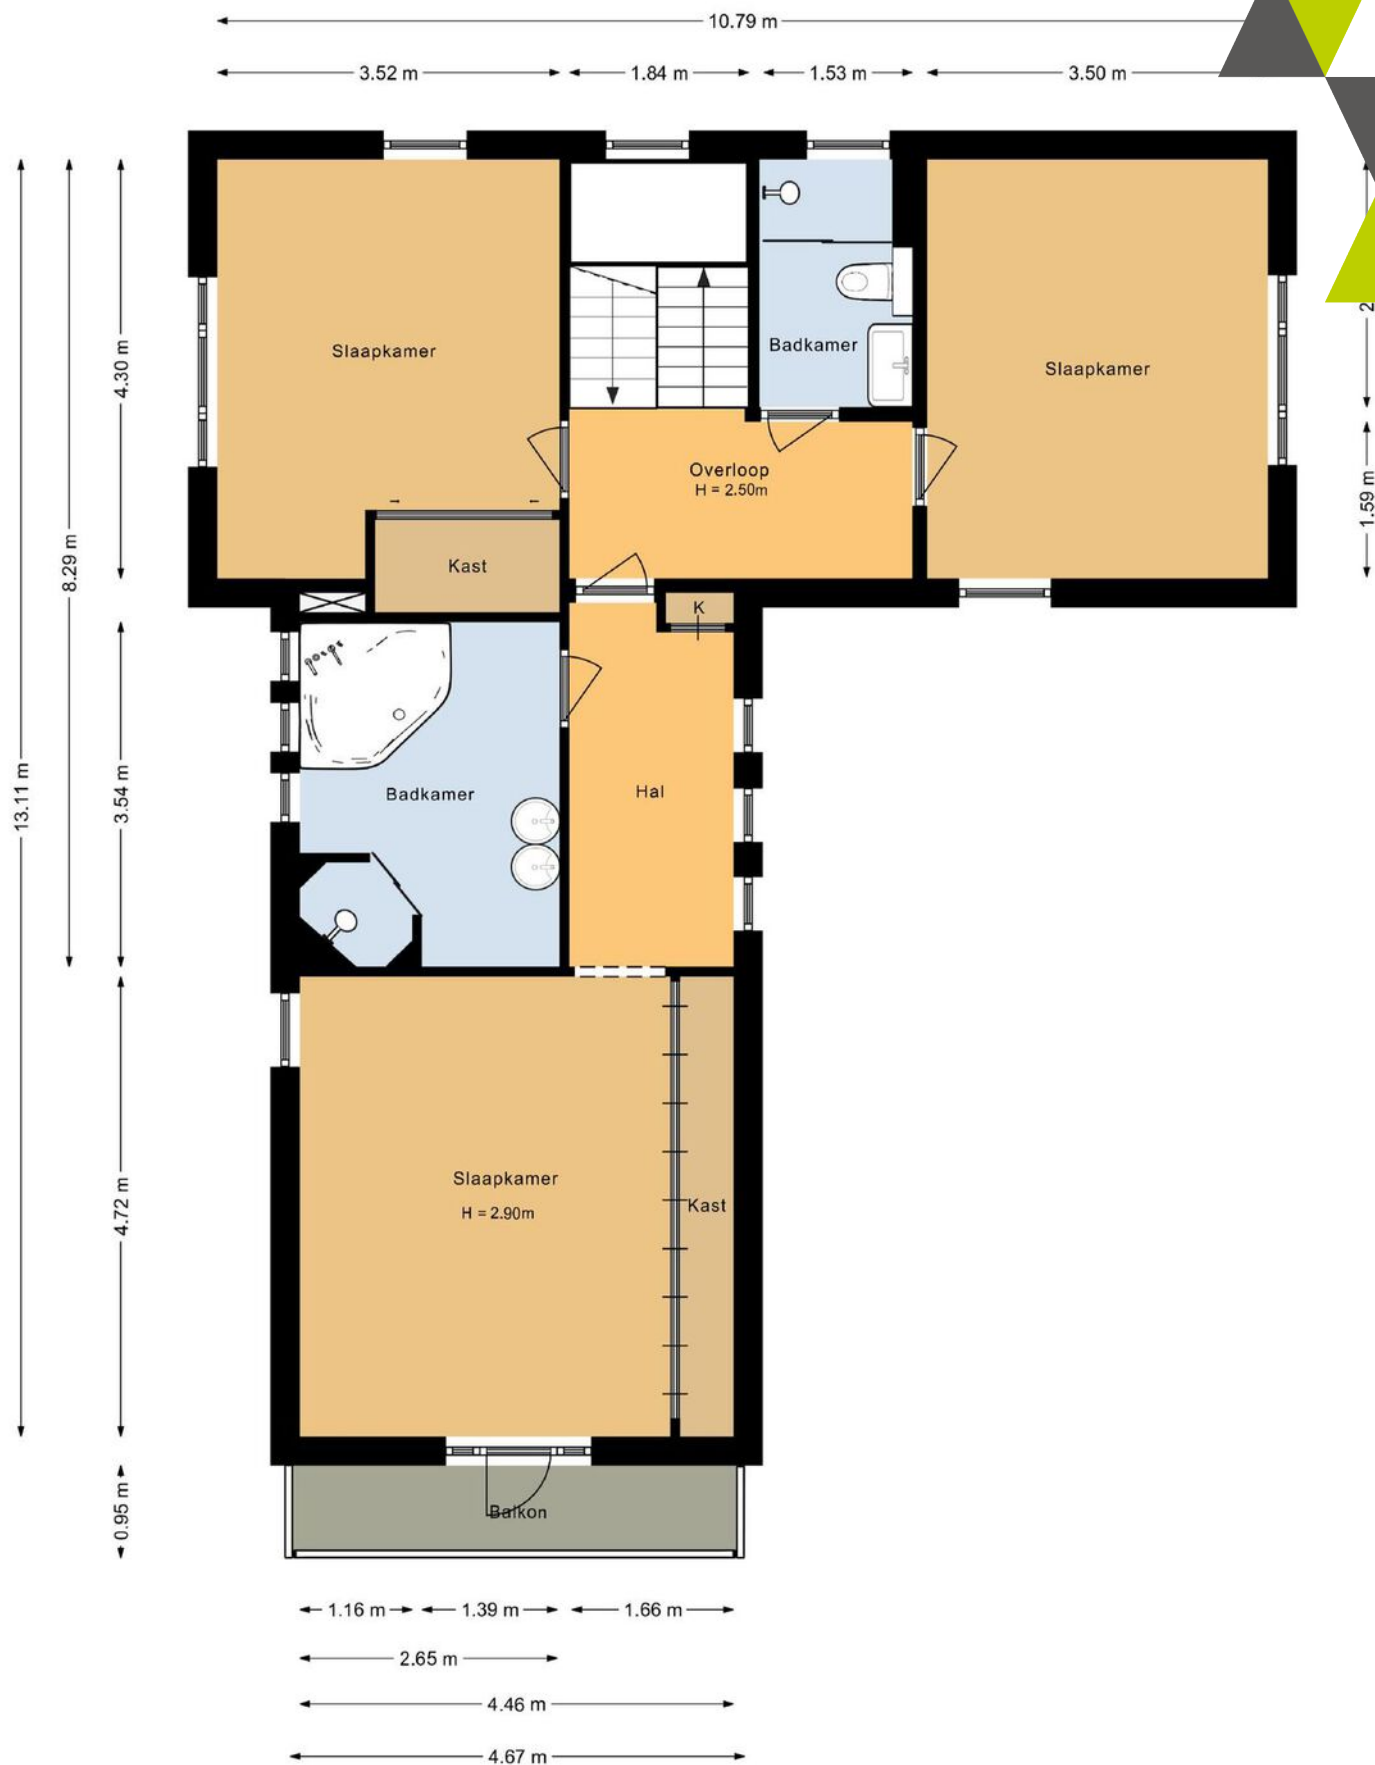 10.79 m
3.52 m
1.84 m
1.53 m
3.50 m
13.11 m
8.29 m
4.30 m
3.54 m
4.72 m
0.95 m
1.59 m
Slaapkamer
Badkamer
Slaapkamer
Overloop
H = 2.50m
Kast
K
Badkamer
Hal
Slaapkamer
H = 2.90m
Kast
Balkon
1.16 m
1.39 m
1.66 m
2.65 m
4.46 m
4.67 m